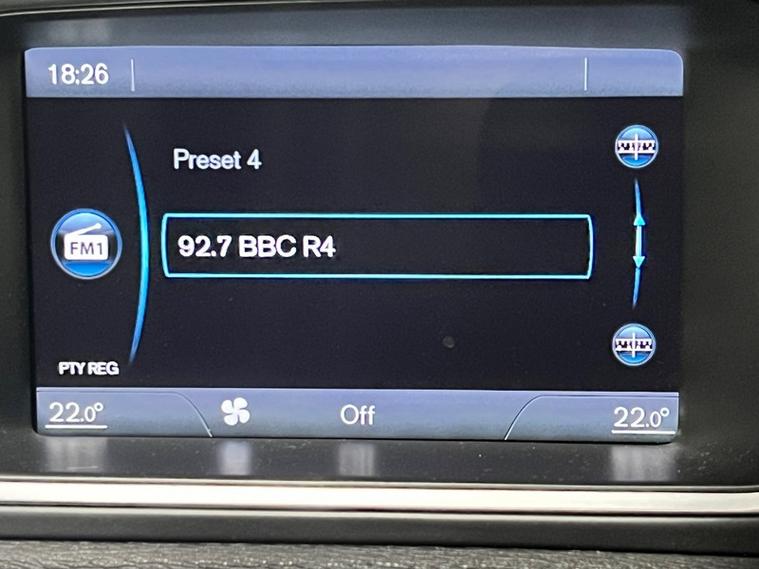 18:26
Preset 4
FM1
92.7 BBC R4
PTY REG
22.0°
Off
22.0°